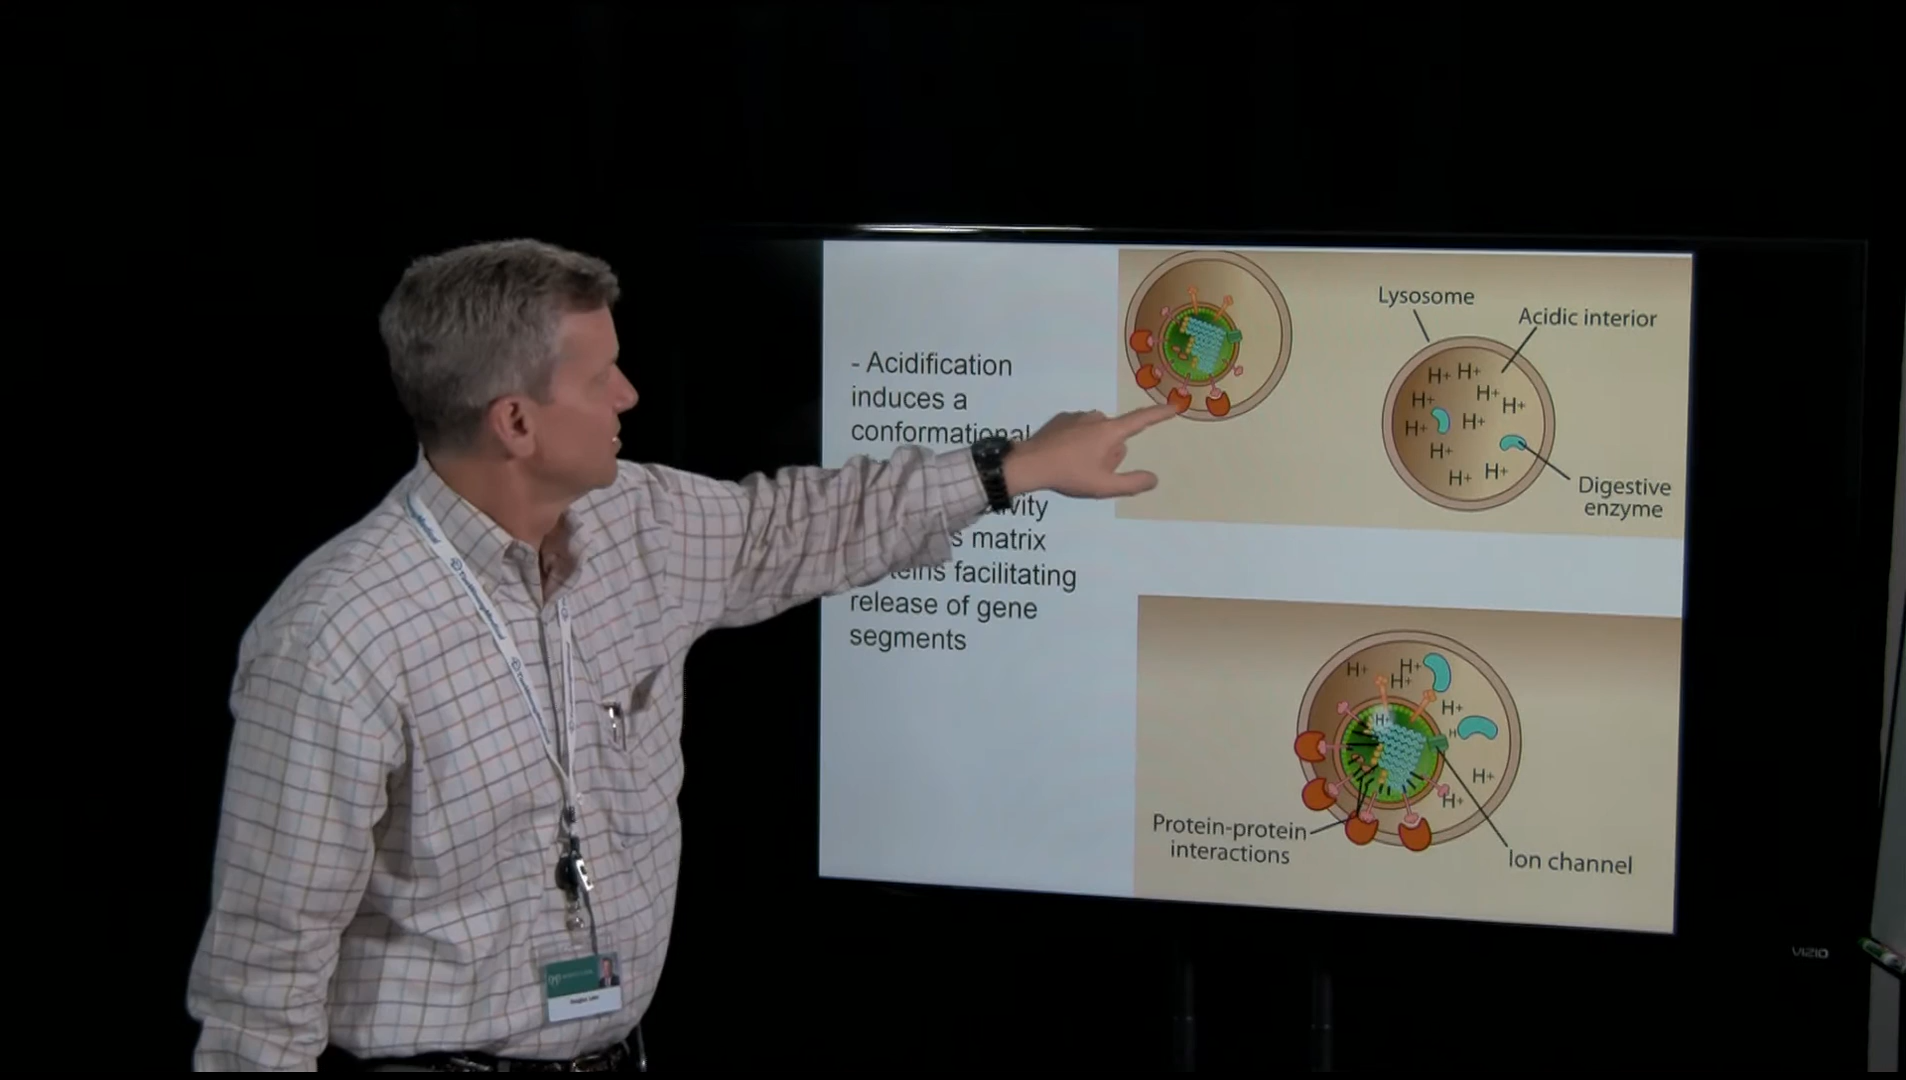 - Acidification
induces a
conformational
matrix
facilitating
release of gene
segments
Lysosome
Acidic interior
H+ H+
H+ H+
H+
H+ H+
H+
H+ H+
Digestive
enzyme
H+ H+
H+
H+
H+
H
H+
H+
Protein-protein
interactions
Ion channel
VIZIO